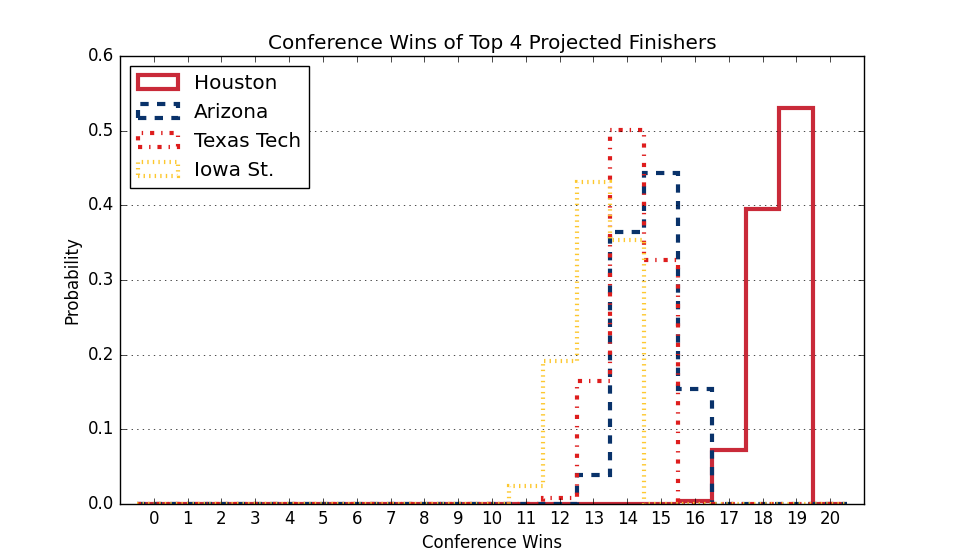 Conference Wins of Top 4 Projected Finishers
0.6
0.5
0.4
0.3
0.2
0.1
0.0
Probability
Houston
Arizona
Texas Tech
Iowa St.
0 1 2 3 4 5 6 7 8 9 10 11 12 13 14 15 16 17 18 19 20
Conference Wins